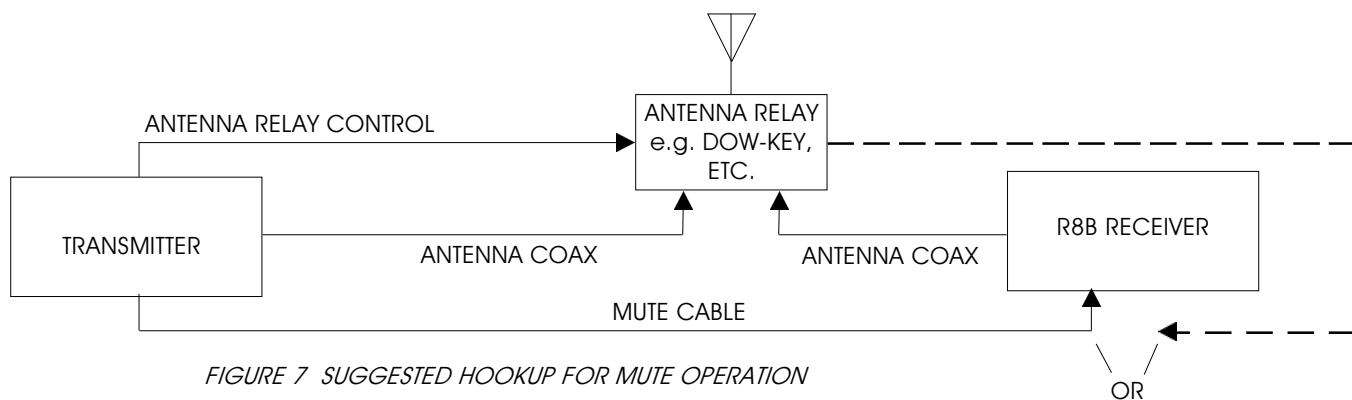 ANTENNA RELAY
e.g. DOW-KEY,
ETC.
ANTENNA RELAY CONTROL
TRANSMITTER
R8B RECEIVER
ANTENNA COAX
ANTENNA COAX
MUTE CABLE
FIGURE 7 SUGGESTED HOOKUP FOR MUTE OPERATION
OR